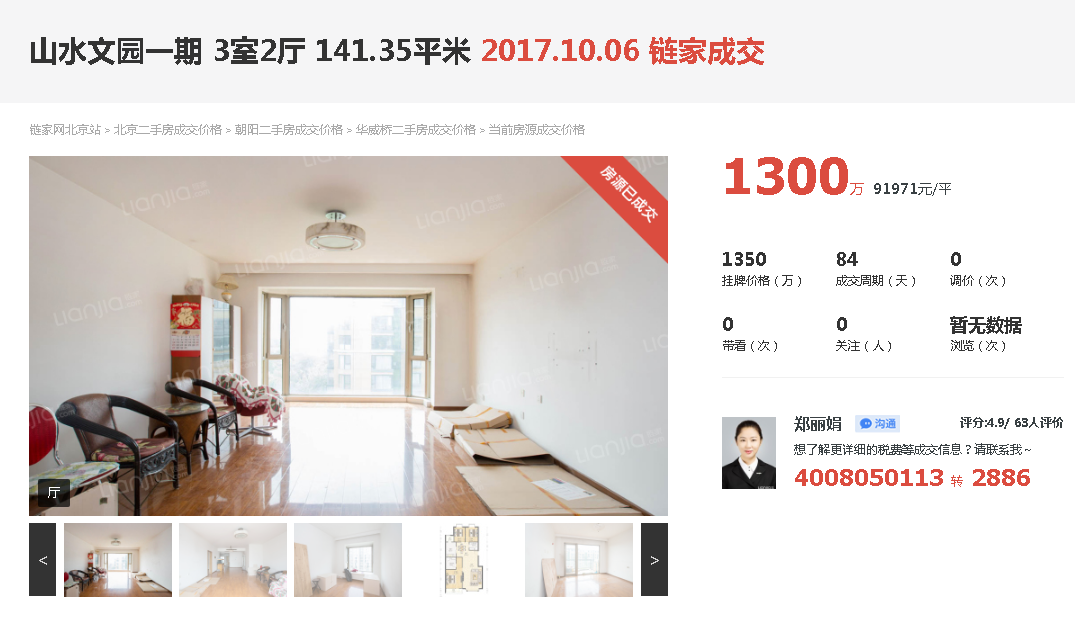 山水文园一期 3室2厅 141.35平米 2017.10.06 链家成交
链家网北京站 > 北京二手房成交价格 > 朝阳二手房成交价格 > 华威桥二手房成交价格 > 当前房源成交价格
房源已成交
lianjia
福
厅
<
>
1300万 91971元/平
1350 84 0
挂牌价格（万） 成交周期（天） 调价（次）
0 0 暂无数据
带看（次） 关注（人） 浏览（次）
郑丽娟 沟通 评分:4.9/ 63人评价
想了解更详细的税费等成交信息？请联系我~
4008050113 转 2886